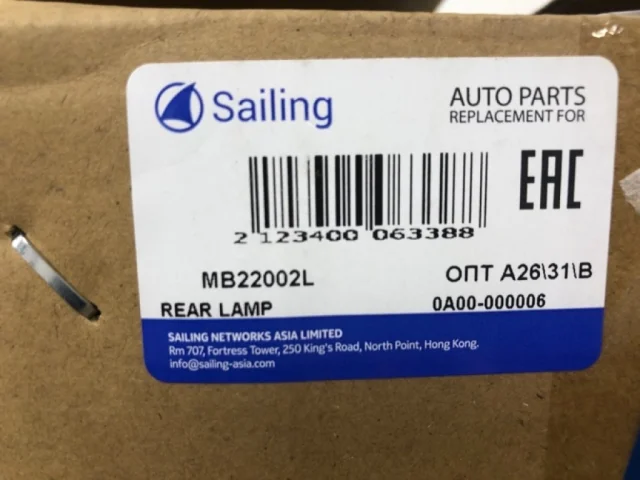 Sailing
AUTO PARTS
REPLACEMENT FOR
EAC
2 123400 063388
MB22002L
ОПТ A26\31\B
REAR LAMP
0A00-000006
SAILING NETWORKS ASIA LIMITED
Rm 707, Fortress Tower, 250 King's Road, North Point, Hong Kong.
info@sailing-asia.com